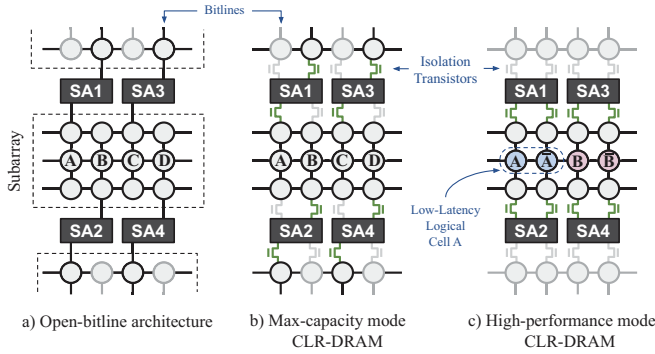 Bitlines
Isolation
Transistors
SA1 SA3
SA1 SA3
SA1 SA3
Subarray
A B C D
A B C D
A A̅ B B̅
Low-Latency
Logical
Cell A
SA2 SA4
SA2 SA4
SA2 SA4
a) Open-bitline architecture
b) Max-capacity mode
CLR-DRAM
c) High-performance mode
CLR-DRAM